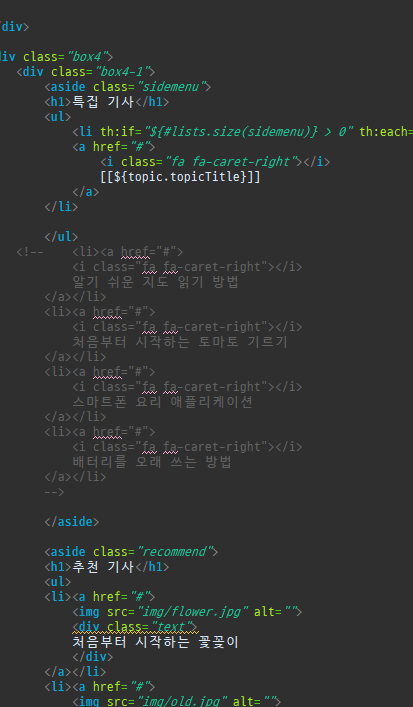 /div>
div class="box4">
<div class="box4-1">
<aside class="sidemenu">
<h1>특집 기사</h1>
<ul>
<li th:if="${#lists.size(sidemenu)} > 0" th:each=
<a href="#">
<i class="fa fa-caret-right"></i>
[[${topic.topicTitle}]]
</a>
</li>
</ul>
<!-- <li><a href="#">
<i class="fa fa-caret-right"></i>
알기 쉬운 지도 읽기 방법
</a></li>
<li><a href="#">
<i class="fa fa-caret-right"></i>
처음부터 시작하는 토마토 기르기
</a></li>
<li><a href="#">
<i class="fa fa-caret-right"></i>
스마트폰 요리 애플리케이션
</a></li>
<li><a href="#">
<i class="fa fa-caret-right"></i>
배터리를 오래 쓰는 방법
</a></li>
-->
</aside>
<aside class="recommend">
<h1>추천 기사</h1>
<ul>
<li><a href="#">
<img src="img/flower.jpg" alt="">
<div class="text">
처음부터 시작하는 꽃꽂이
</div>
</a></li>
<li><a href="#">
<img src="img/old.jpg" alt="">